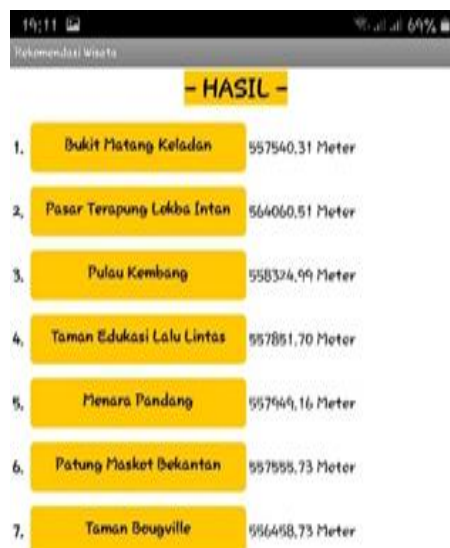 19:11 69%
Rekomendasi Wisata
- HASIL -
1. Bukit Matang Keladan 557540,31 Meter
2. Pasar Terapung Lokba Intan 564060,51 Meter
3. Pulau Kembang 558324,99 Meter
4. Taman Edukasi Lalu Lintas 557851,70 Meter
5. Menara Pandang 557949,16 Meter
6. Patung Maskot Bekantan 557555,73 Meter
7. Taman Bougville 556458,73 Meter